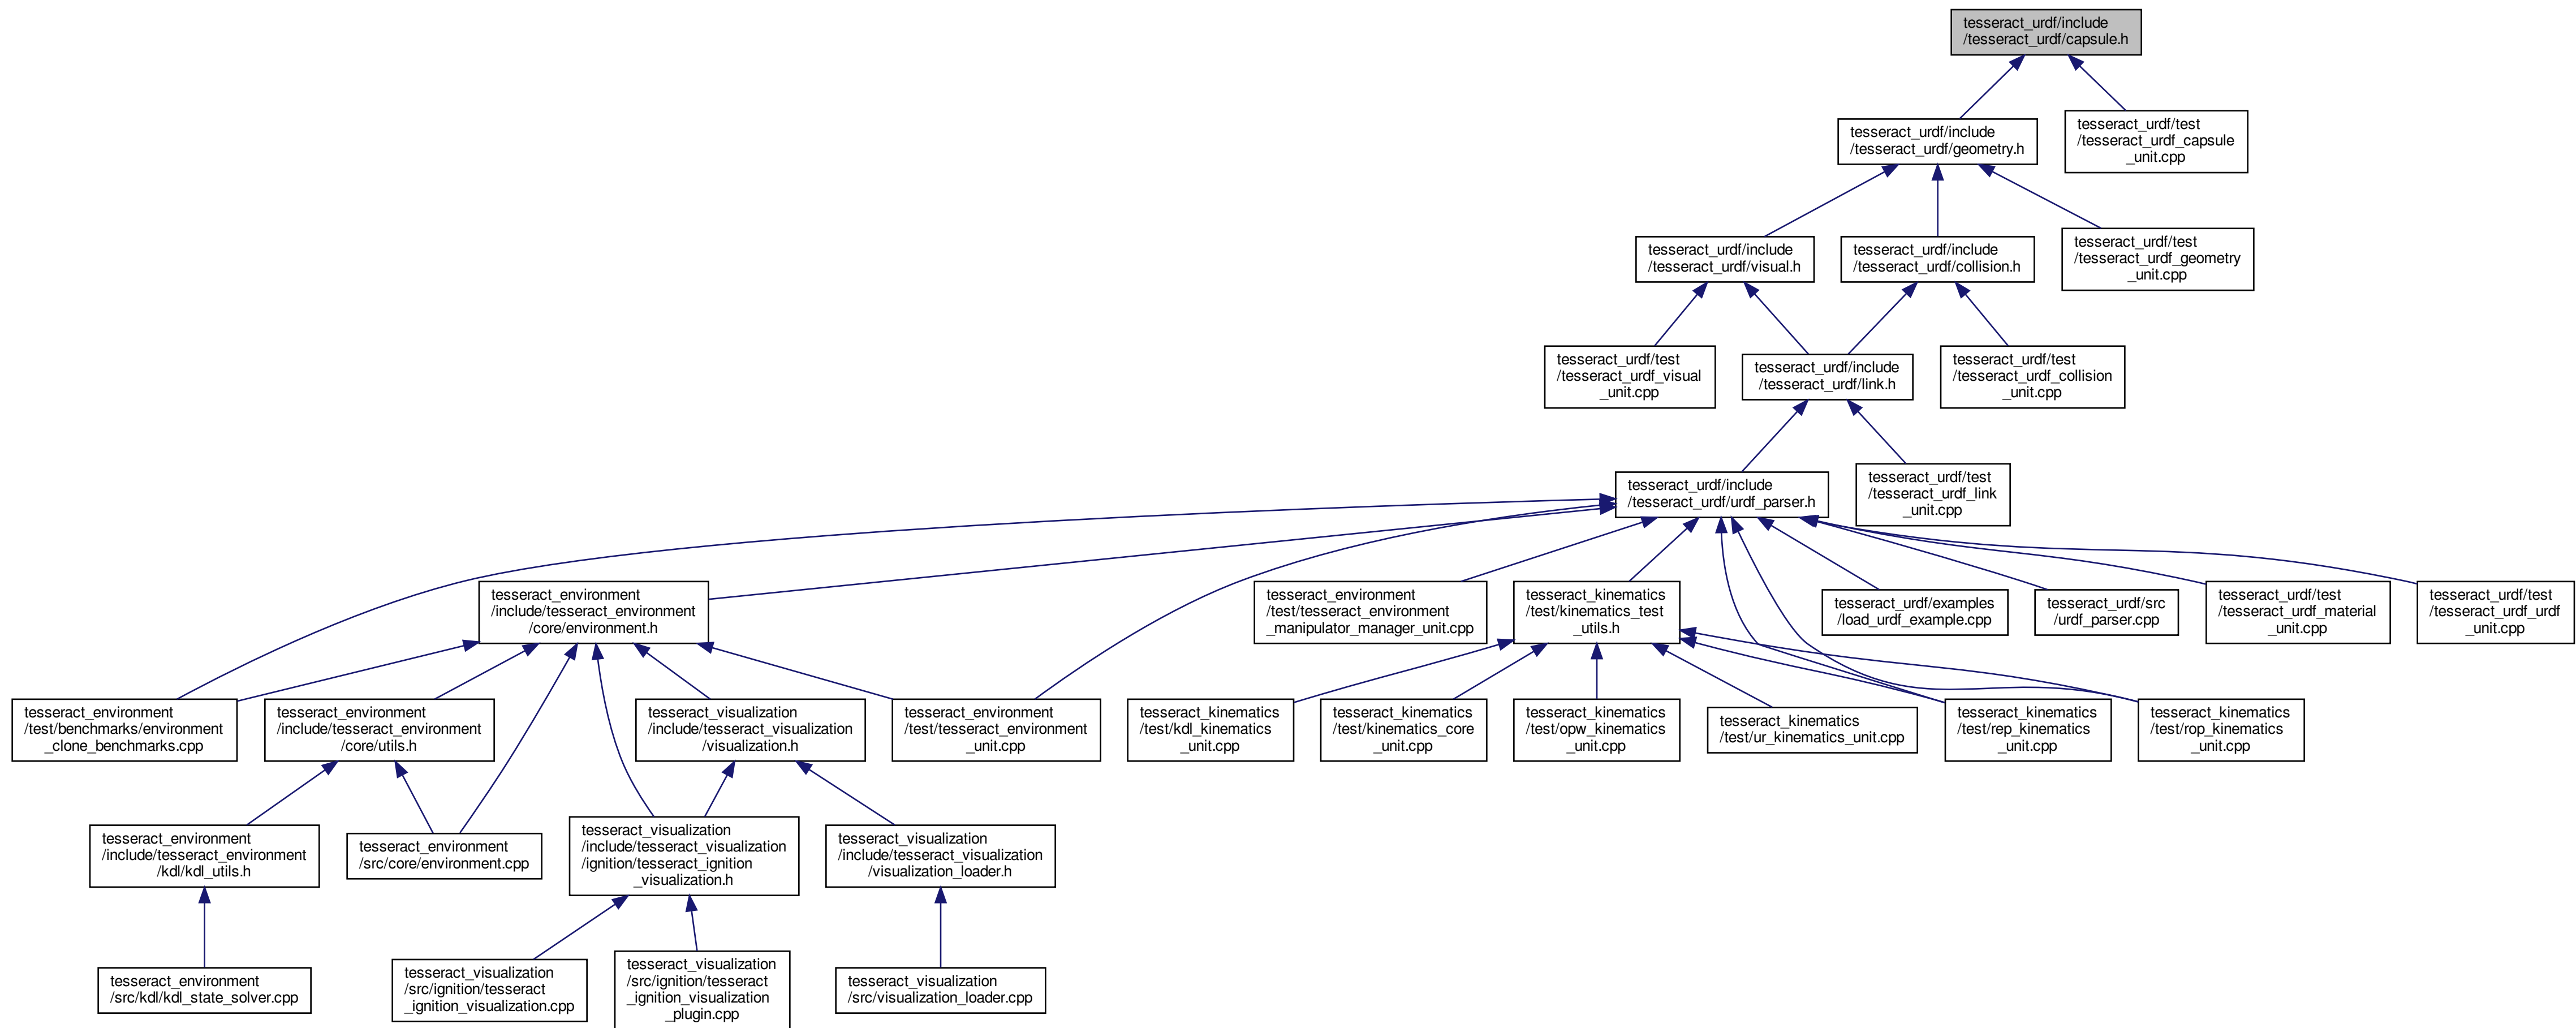 tesseract_urdf/include
/tesseract_urdf/capsule.h
tesseract_urdf/include
/tesseract_urdf/geometry.h
tesseract_urdf/test
/tesseract_urdf_capsule
_unit.cpp
tesseract_urdf/include
/tesseract_urdf/visual.h
tesseract_urdf/include
/tesseract_urdf/collision.h
tesseract_urdf/test
/tesseract_urdf_geometry
_unit.cpp
tesseract_urdf/test
/tesseract_urdf_visual
_unit.cpp
tesseract_urdf/include
/tesseract_urdf/link.h
tesseract_urdf/test
/tesseract_urdf_collision
_unit.cpp
tesseract_urdf/include
/tesseract_urdf/urdf_parser.h
tesseract_urdf/test
/tesseract_urdf_link
_unit.cpp
tesseract_environment
/include/tesseract_environment
/core/environment.h
tesseract_environment
/test/tesseract_environment
_manipulator_manager_unit.cpp
tesseract_kinematics
/test/kinematics_test
_utils.h
tesseract_urdf/examples
/load_urdf_example.cpp
tesseract_urdf/src
/urdf_parser.cpp
tesseract_urdf/test
/tesseract_urdf_material
_unit.cpp
tesseract_urdf/test
/tesseract_urdf_urdf
_unit.cpp
tesseract_environment
/test/benchmarks/environment
_clone_benchmarks.cpp
tesseract_environment
/include/tesseract_environment
/core/utils.h
tesseract_visualization
/include/tesseract_visualization
/visualization.h
tesseract_environment
/test/tesseract_environment
_unit.cpp
tesseract_kinematics
/test/kdl_kinematics
_unit.cpp
tesseract_kinematics
/test/kinematics_core
_unit.cpp
tesseract_kinematics
/test/opw_kinematics
_unit.cpp
tesseract_kinematics
/test/ur_kinematics_unit.cpp
tesseract_kinematics
/test/rep_kinematics
_unit.cpp
tesseract_kinematics
/test/rop_kinematics
_unit.cpp
tesseract_environment
/include/tesseract_environment
/kdl/kdl_utils.h
tesseract_environment
/src/core/environment.cpp
tesseract_visualization
/include/tesseract_visualization
/ignition/tesseract_ignition
_visualization.h
tesseract_visualization
/include/tesseract_visualization
/visualization_loader.h
tesseract_environment
/src/kdl/kdl_state_solver.cpp
tesseract_visualization
/src/ignition/tesseract
_ignition_visualization.cpp
tesseract_visualization
/src/ignition/tesseract
_ignition_visualization
_plugin.cpp
tesseract_visualization
/src/visualization_loader.cpp